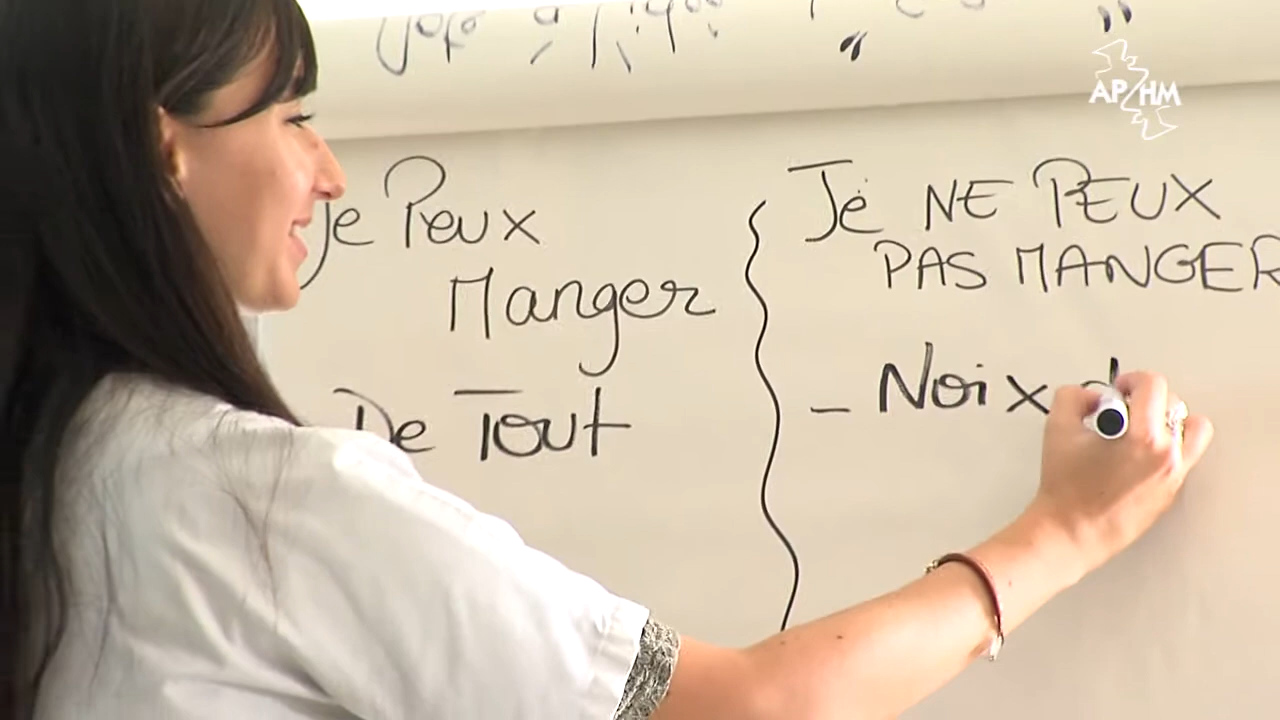 AP HM
Je Peux
Manger
De Tout
Je NE PEUX
PAS MANGER
- Noix